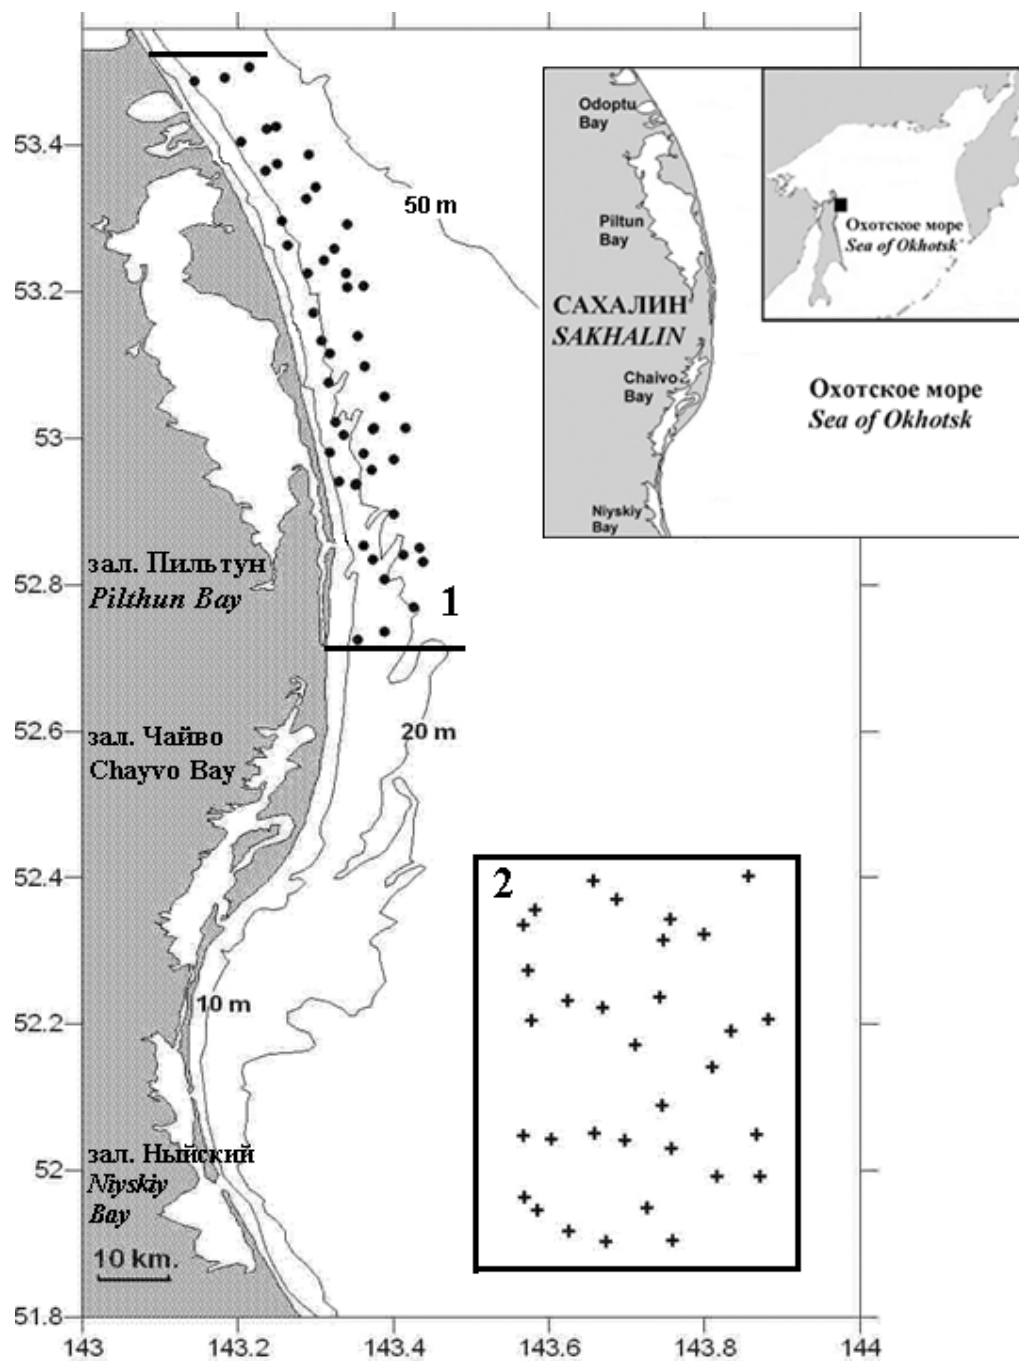 53.4
53.2
53
52.8
52.6
52.4
52.2
52
51.8
143
143.2
143.4
143.6
143.8
144
50 m
зал. Пильтун
Pilthun Bay
1
зал. Чайво
Chayvo Bay
20 m
10 m
зал. Ныйский
Niyskiy
Bay
10 km.
2
Odoptu
Bay
Piltun
Bay
САХАЛИН
SAKHALIN
Chaivo
Bay
Niyskiy
Bay
Охотское море
Sea of Okhotsk
Охотское море
Sea of Okhotsk